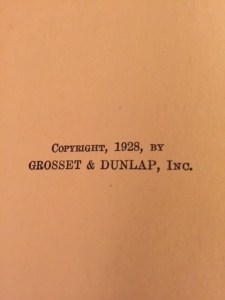 Copyright, 1928, by
GROSSET & DUNLAP, Inc.